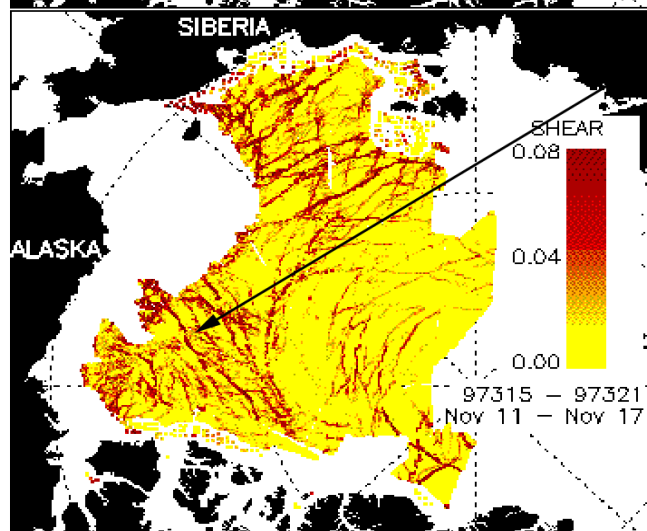 SIBERIA
SHEAR
0.08
ALASKA
0.04
0.00
97315 – 97321
Nov 11 – Nov 17